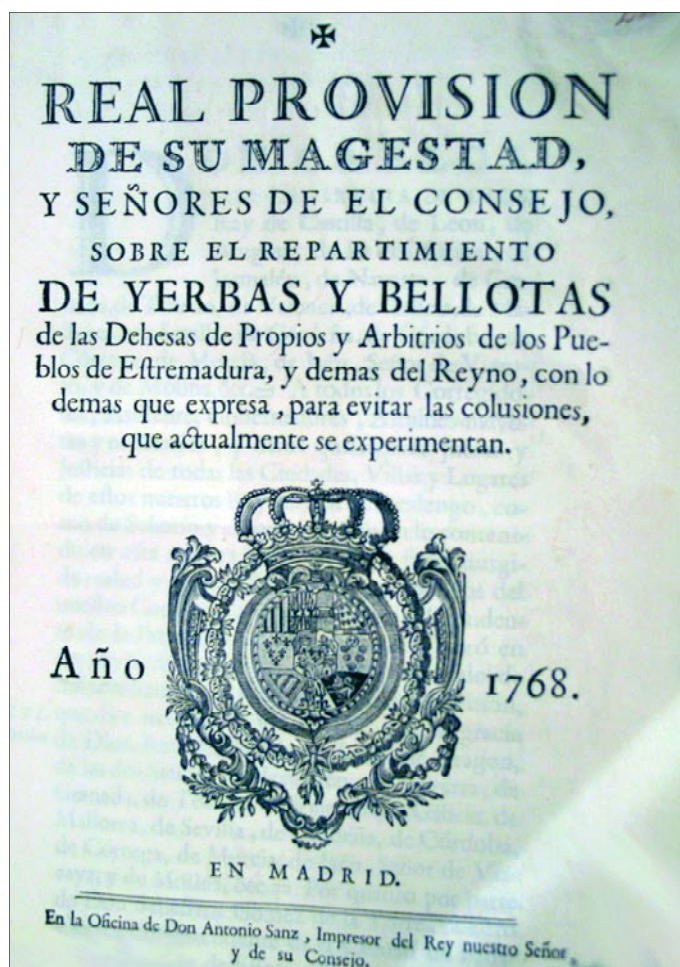 ✠
REAL PROVISION
DE SU MAGESTAD,
Y SEÑORES DE EL CONSEJO,
SOBRE EL REPARTIMIENTO
DE YERBAS Y BELLOTAS
de las Dehesas de Propios y Arbitrios de los Pue-
blos de Eſtremadura, y demas del Reyno, con lo
demas que expresa, para evitar las colusiones,
que actualmente se experimentan.
Año 1768.
EN MADRID.
En la Oficina de Don Antonio Sanz, Impresor del Rey nuestro Señor,
y de su Consejo.